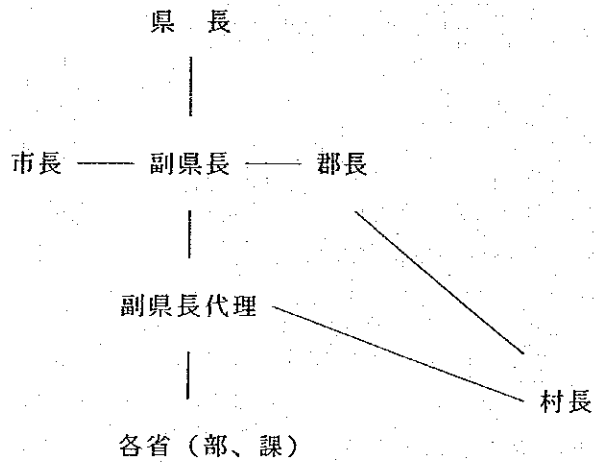 県 長
市長 副県長 郡長
副県長代理
村長
各省（部、課）